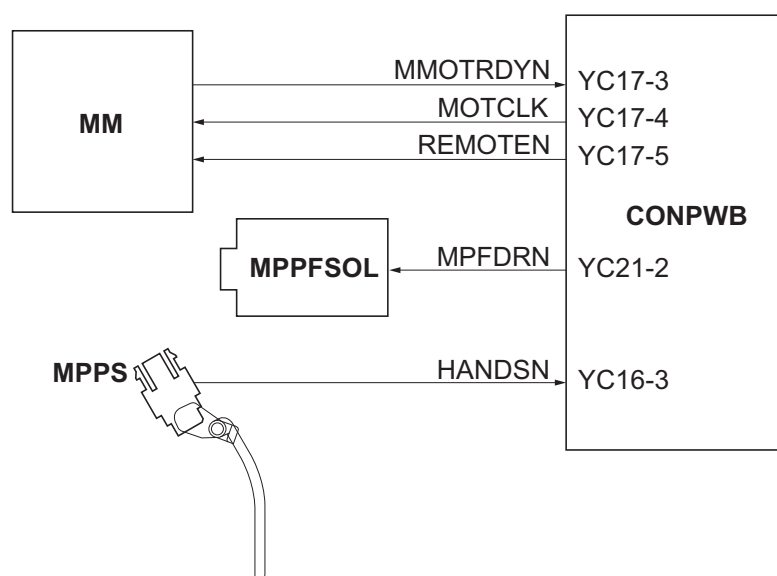 MMOTRDYN YC17-3
MM MOTCLK YC17-4
REMOTEN YC17-5
CONPWB
MPPFSOL MPFDRN YC21-2
MPPS HANDSN YC16-3